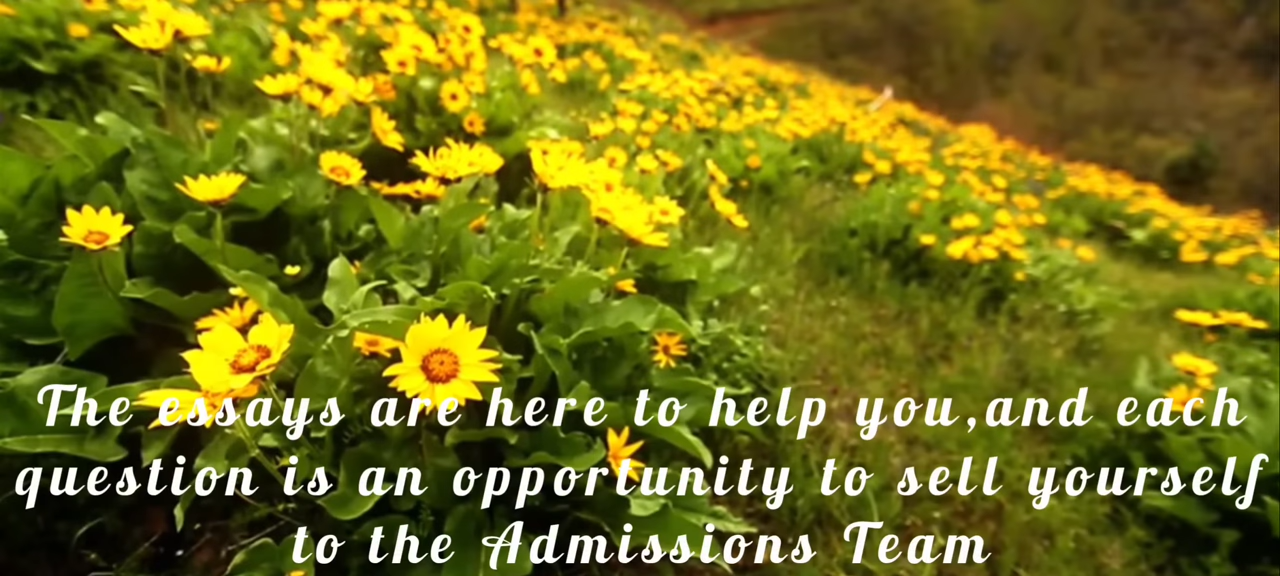 The essays are here to help you,and each
question is an opportunity to sell yourself
to the Admissions Team